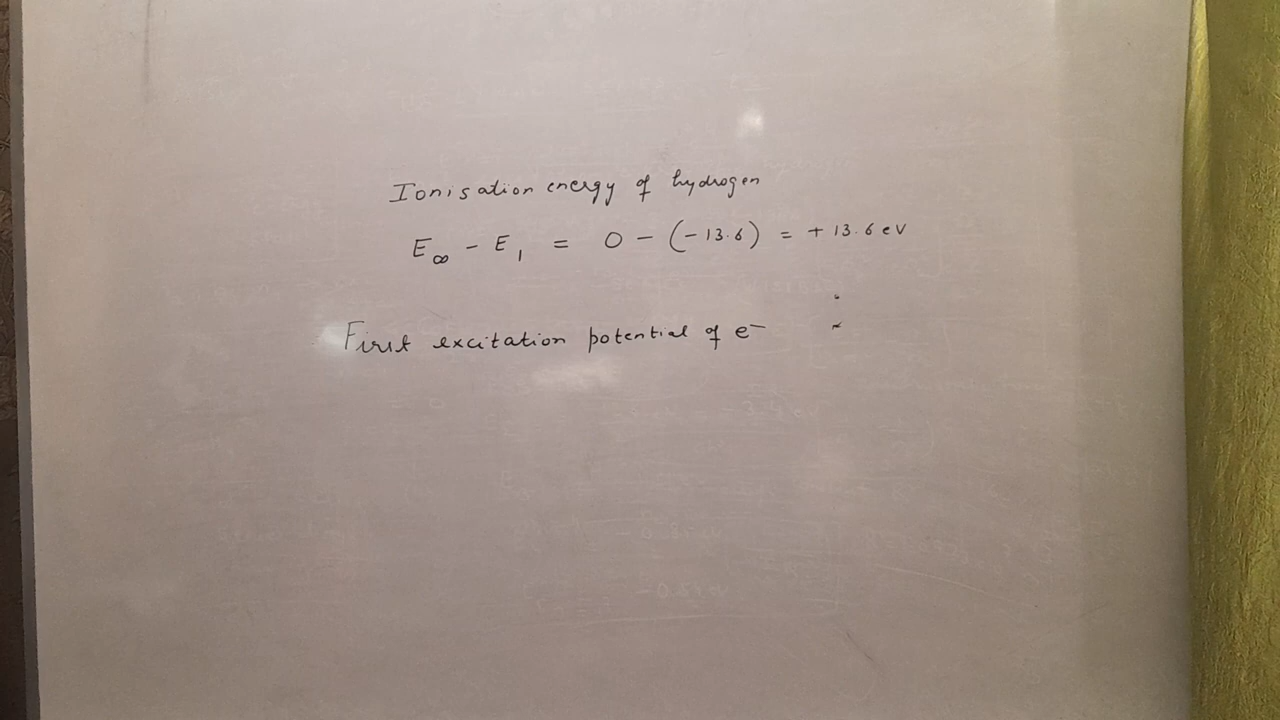 Ionisation energy of hydrogen
E∞ - E₁ = 0 - (-13.6) = + 13.6 eV
First excitation potential of e⁻